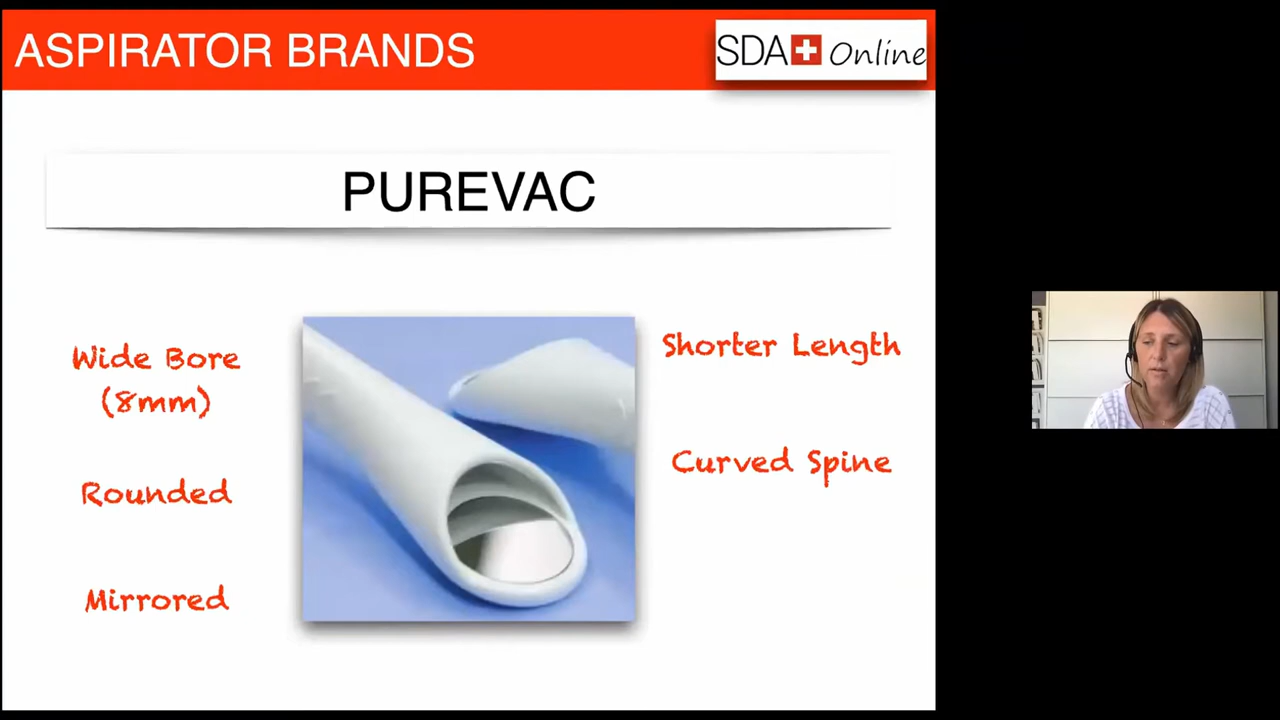 ASPIRATOR BRANDS
SDA Online
PUREVAC
Wide Bore
(8mm)
Rounded
Mirrored
Shorter Length
Curved Spine